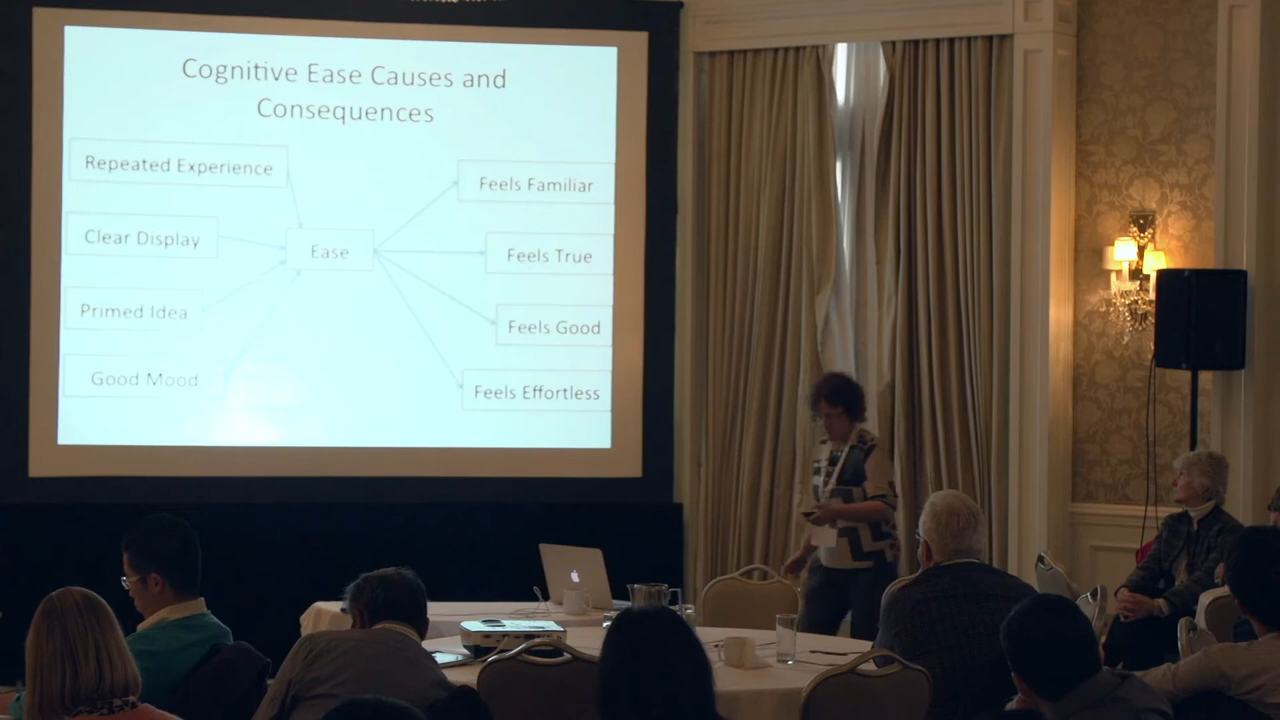 Cognitive Ease Causes and
Consequences
Repeated Experience
Clear Display
Primed Idea
Good Mood
Ease
Feels Familiar
Feels True
Feels Good
Feels Effortless